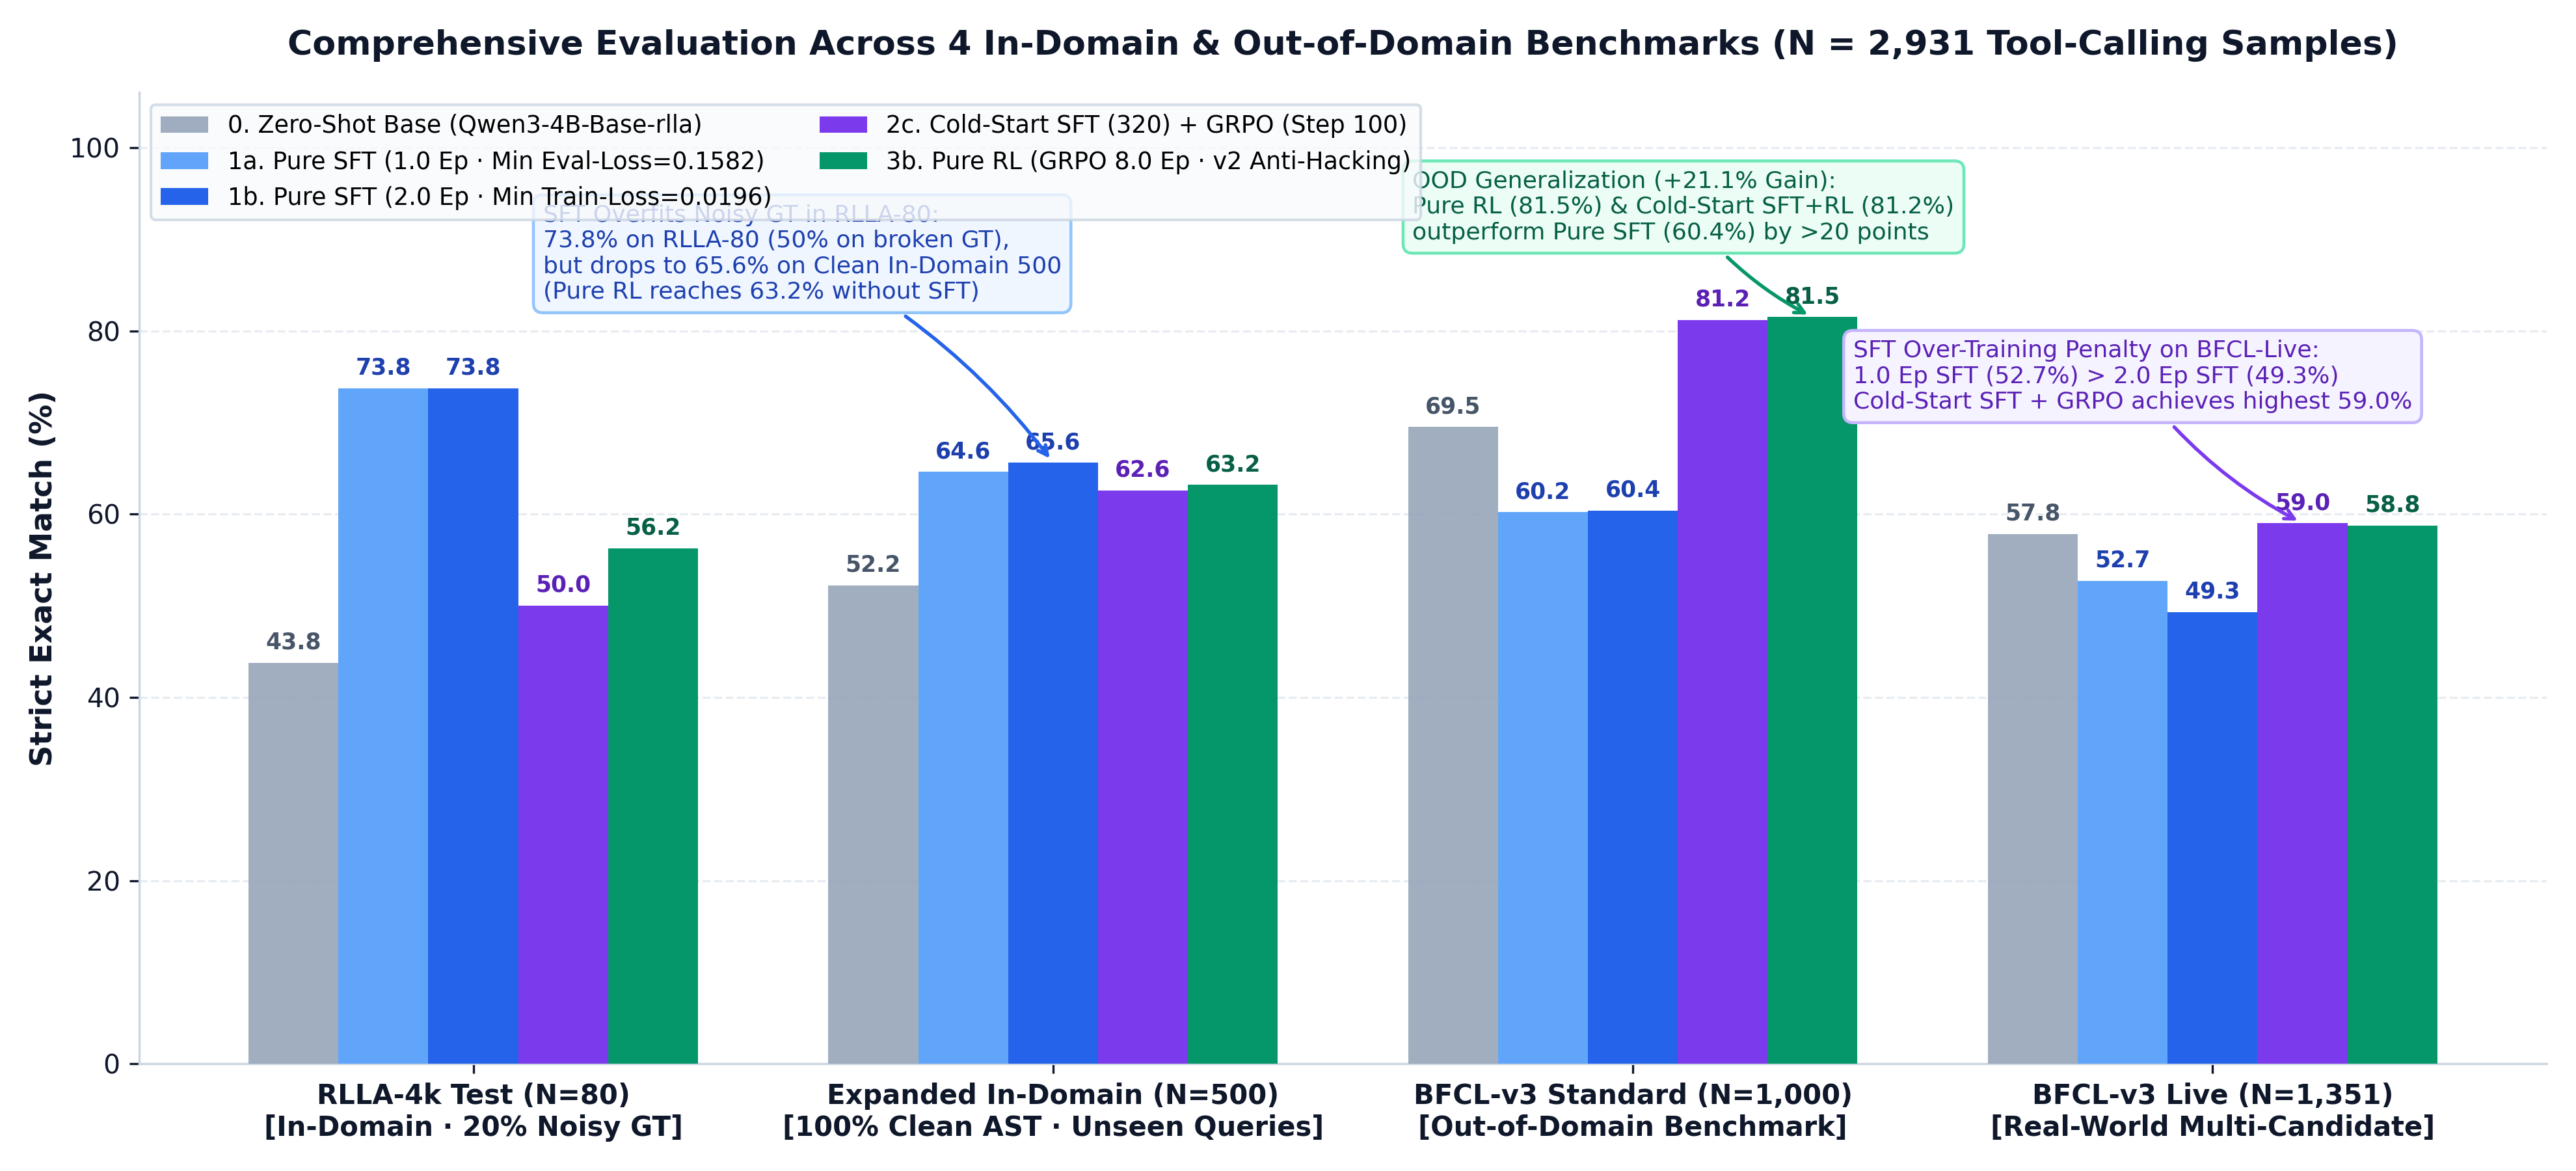 Comprehensive Evaluation Across 4 In-Domain & Out-of-Domain Benchmarks (N = 2,931 Tool-Calling Samples)
0. Zero-Shot Base (Qwen3-4B-Base-rlla)
1a. Pure SFT (1.0 Ep · Min Eval-Loss=0.1582)
1b. Pure SFT (2.0 Ep · Min Train-Loss=0.0196)
2c. Cold-Start SFT (320) + GRPO (Step 100)
3b. Pure RL (GRPO 8.0 Ep · v2 Anti-Hacking)
SFT Overfits Noisy GT in RLLA-80:
73.8% on RLLA-80 (50% on broken GT),
but drops to 65.6% on Clean In-Domain 500
(Pure RL reaches 63.2% without SFT)
OOD Generalization (+21.1% Gain):
Pure RL (81.5%) & Cold-Start SFT+RL (81.2%)
outperform Pure SFT (60.4%) by >20 points
SFT Over-Training Penalty on BFCL-Live:
1.0 Ep SFT (52.7%) > 2.0 Ep SFT (49.3%)
Cold-Start SFT + GRPO achieves highest 59.0%
Strict Exact Match (%)
100
80
60
40
20
0
43.8
73.8
73.8
50.0
56.2
52.2
64.6
65.6
62.6
63.2
69.5
60.2
60.4
81.2
81.5
57.8
52.7
49.3
59.0
58.8
RLLA-4k Test (N=80)
[In-Domain · 20% Noisy GT]
Expanded In-Domain (N=500)
[100% Clean AST · Unseen Queries]
BFCL-v3 Standard (N=1,000)
[Out-of-Domain Benchmark]
BFCL-v3 Live (N=1,351)
[Real-World Multi-Candidate]